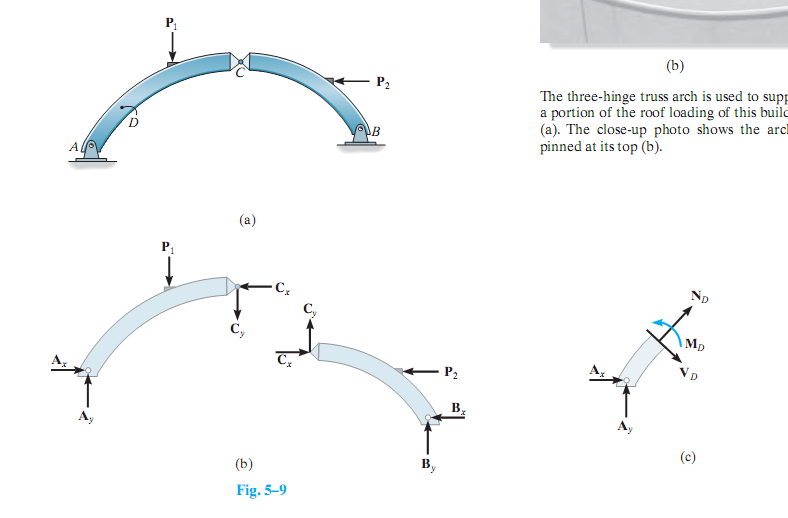 P1
C
P2
D
A
B
(a)
(b)
The three-hinge truss arch is used to supp
a portion of the roof loading of this build
(a). The close-up photo shows the arch
pinned at its top (b).
P1
Cx
Cy
Ax
Ay
Cy
Cx
P2
Bx
By
(b)
Fig. 5–9
ND
MD
VD
Ax
Ay
(c)